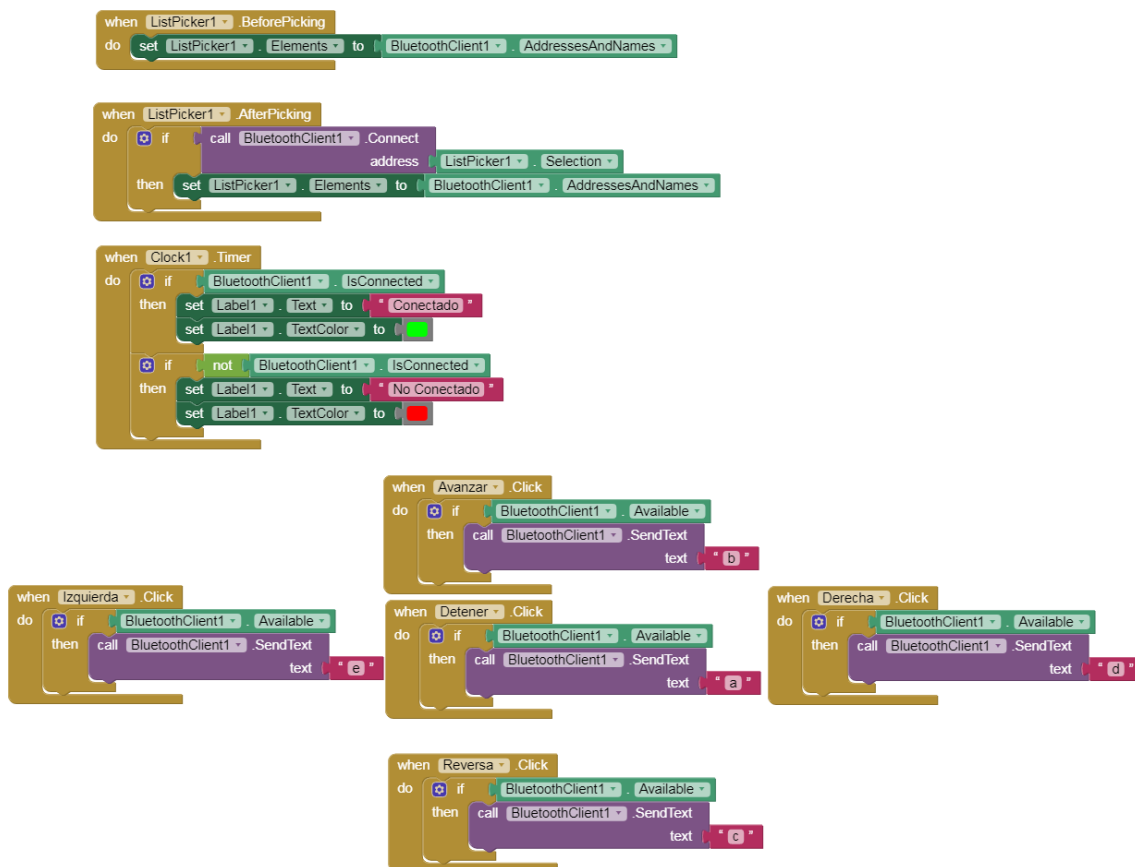 when ListPicker1 .BeforePicking
do set ListPicker1 . Elements to BluetoothClient1 . AddressesAndNames
when ListPicker1 .AfterPicking
do if call BluetoothClient1 .Connect
address ListPicker1 . Selection
then set ListPicker1 . Elements to BluetoothClient1 . AddressesAndNames
when Clock1 .Timer
do if BluetoothClient1 . IsConnected
then set Label1 . Text to " Conectado "
set Label1 . TextColor to
if not BluetoothClient1 . IsConnected
then set Label1 . Text to " No Conectado "
set Label1 . TextColor to
when Avanzar .Click
do if BluetoothClient1 . Available
then call BluetoothClient1 .SendText
text " b "
when Izquierda .Click
do if BluetoothClient1 . Available
then call BluetoothClient1 .SendText
text " e "
when Detener .Click
do if BluetoothClient1 . Available
then call BluetoothClient1 .SendText
text " a "
when Derecha .Click
do if BluetoothClient1 . Available
then call BluetoothClient1 .SendText
text " d "
when Reversa .Click
do if BluetoothClient1 . Available
then call BluetoothClient1 .SendText
text " c "